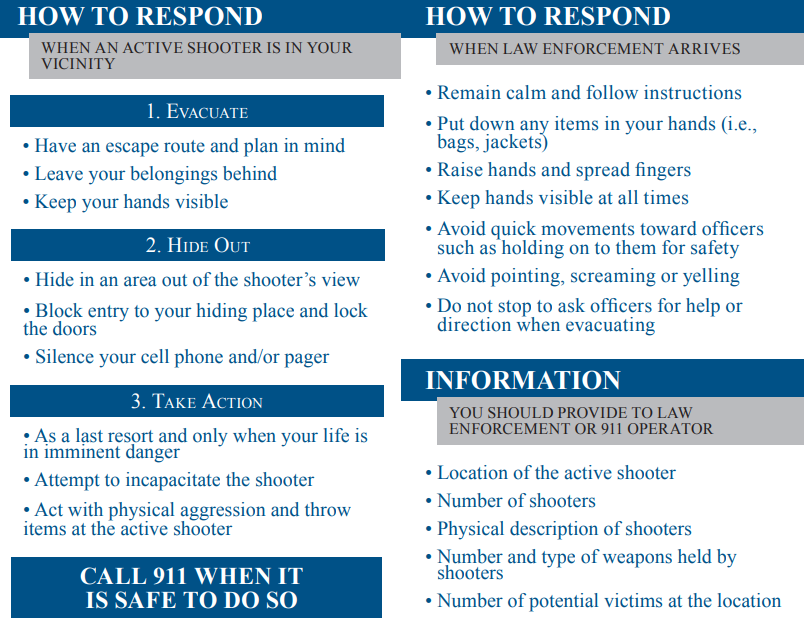 HOW TO RESPOND
WHEN AN ACTIVE SHOOTER IS IN YOUR
VICINITY
1. EVACUATE
• Have an escape route and plan in mind
• Leave your belongings behind
• Keep your hands visible
2. HIDE OUT
• Hide in an area out of the shooter’s view
• Block entry to your hiding place and lock
the doors
• Silence your cell phone and/or pager
3. TAKE ACTION
• As a last resort and only when your life is
in imminent danger
• Attempt to incapacitate the shooter
• Act with physical aggression and throw
items at the active shooter
CALL 911 WHEN IT
IS SAFE TO DO SO
HOW TO RESPOND
WHEN LAW ENFORCEMENT ARRIVES
• Remain calm and follow instructions
• Put down any items in your hands (i.e.,
bags, jackets)
• Raise hands and spread fingers
• Keep hands visible at all times
• Avoid quick movements toward officers
such as holding on to them for safety
• Avoid pointing, screaming or yelling
• Do not stop to ask officers for help or
direction when evacuating
INFORMATION
YOU SHOULD PROVIDE TO LAW
ENFORCEMENT OR 911 OPERATOR
• Location of the active shooter
• Number of shooters
• Physical description of shooters
• Number and type of weapons held by
shooters
• Number of potential victims at the location